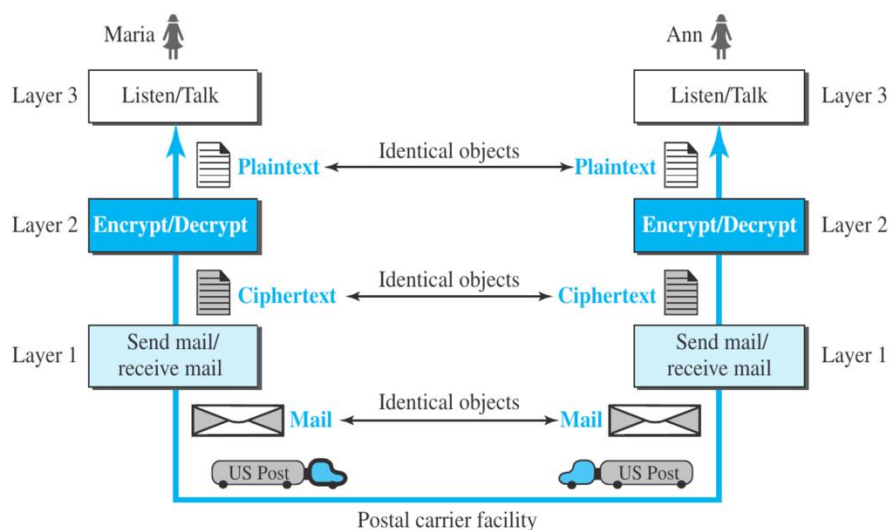 Maria
Ann
Layer 3
Listen/Talk
Listen/Talk
Layer 3
Plaintext
Identical objects
Plaintext
Layer 2
Encrypt/Decrypt
Encrypt/Decrypt
Layer 2
Ciphertext
Identical objects
Ciphertext
Layer 1
Send mail/
receive mail
Send mail/
receive mail
Layer 1
Mail
Identical objects
Mail
US Post
US Post
Postal carrier facility